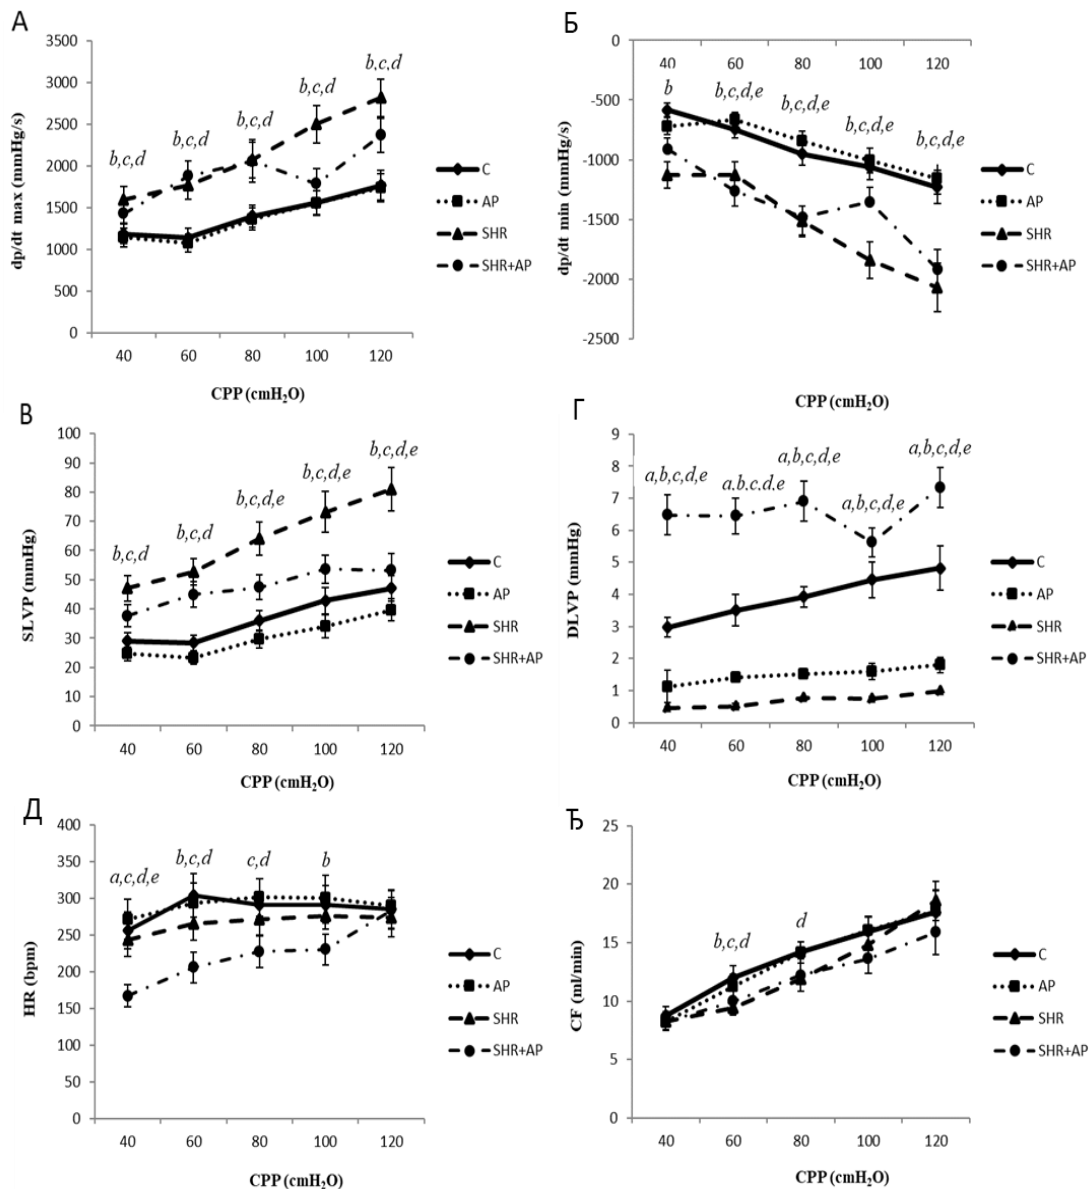 А
3500
3000
2500
2000
1500
1000
500
0
dp/dt max (mmHg/s)
b,c,d
b,c,d
b,c,d
b,c,d
b,c,d
40 60 80 100 120
CPP (cmH₂O)
C
AP
SHR
SHR+AP
Б
0
-500
-1000
-1500
-2000
-2500
dp/dt min (mmHg/s)
40 60 80 100 120
b
b,c,d,e
b,c,d,e
b,c,d,e
b,c,d,e
CPP (cmH₂O)
C
AP
SHR
SHR+AP
В
100
90
80
70
60
50
40
30
20
10
0
SLVP (mmHg)
b,c,d
b,c,d
b,c,d,e
b,c,d,e
b,c,d,e
40 60 80 100 120
CPP (cmH₂O)
C
AP
SHR
SHR+AP
Г
9
8
7
6
5
4
3
2
1
0
DLVP (mmHg)
a,b,c,d,e
a.b.c.d.e
a,b,c,d,e
a,b,c,d,e
a,b,c,d,e
40 60 80 100 120
CPP (cmH₂O)
C
AP
SHR
SHR+AP
Д
400
350
300
250
200
150
100
50
0
HR (bpm)
a,c,d,e
b,c,d
c,d
b
40 60 80 100 120
CPP (cmH₂O)
C
AP
SHR
SHR+AP
Ђ
25
20
15
10
5
0
CF (ml/min)
b,c,d
d
40 60 80 100 120
CPP (cmH₂O)
C
AP
SHR
SHR+AP